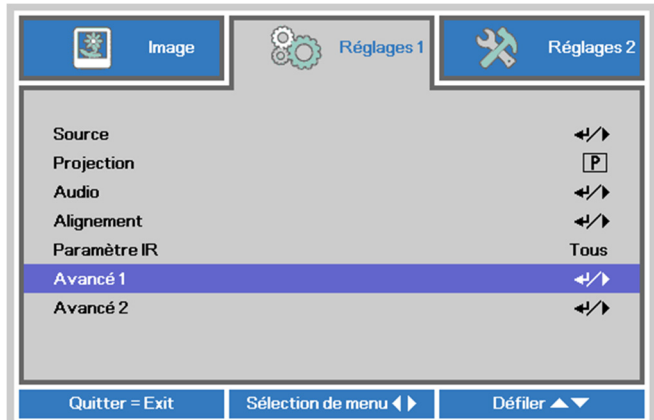 Image
Réglages 1
Réglages 2
Source
Projection P
Audio
Alignement
Paramètre IR Tous
Avancé 1
Avancé 2
Quitter = Exit
Sélection de menu
Défiler